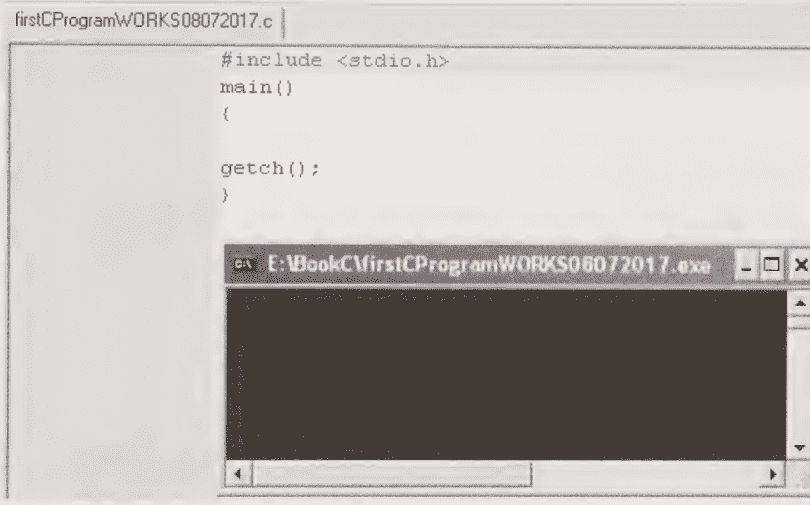 firstCProgramWORKS08072017.c
#include <stdio.h>
main()
{
getch();
}
E:\BookC\firstCProgramWORKS08072017.exe